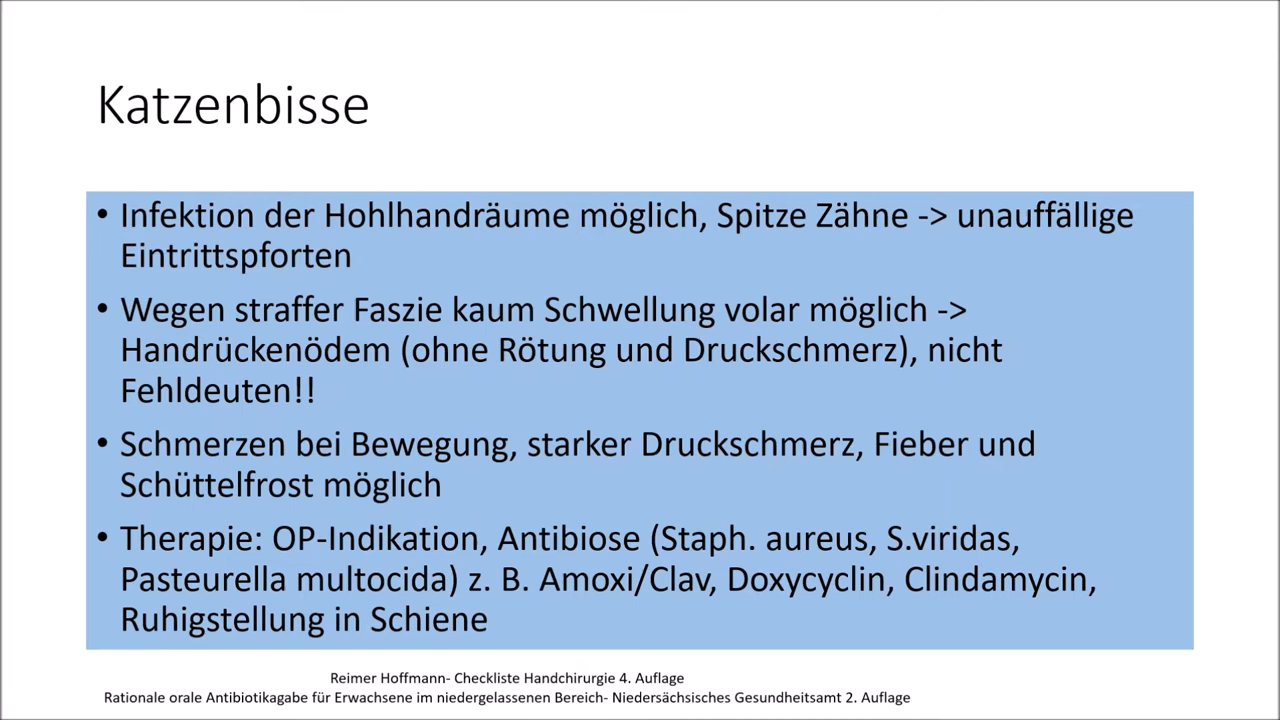 Katzenbisse
• Infektion der Hohlhandräume möglich, Spitze Zähne -> unauffällige
Eintrittspforten
• Wegen straffer Faszie kaum Schwellung volar möglich ->
Handrückenödem (ohne Rötung und Druckschmerz), nicht
Fehldeuten!!
• Schmerzen bei Bewegung, starker Druckschmerz, Fieber und
Schüttelfrost möglich
• Therapie: OP-Indikation, Antibiose (Staph. aureus, S.viridas,
Pasteurella multocida) z. B. Amoxi/Clav, Doxycyclin, Clindamycin,
Ruhigstellung in Schiene
Reimer Hoffmann- Checkliste Handchirurgie 4. Auflage
Rationale orale Antibiotikagabe für Erwachsene im niedergelassenen Bereich- Niedersächsisches Gesundheitsamt 2. Auflage